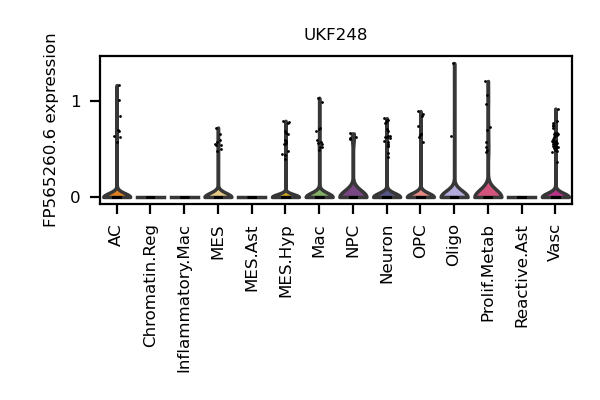 UKF248
FP565260.6 expression
1
0
AC
Chromatin.Reg
Inflammatory.Mac
MES
MES.Ast
MES.Hyp
Mac
NPC
Neuron
OPC
Oligo
Prolif.Metab
Reactive.Ast
Vasc